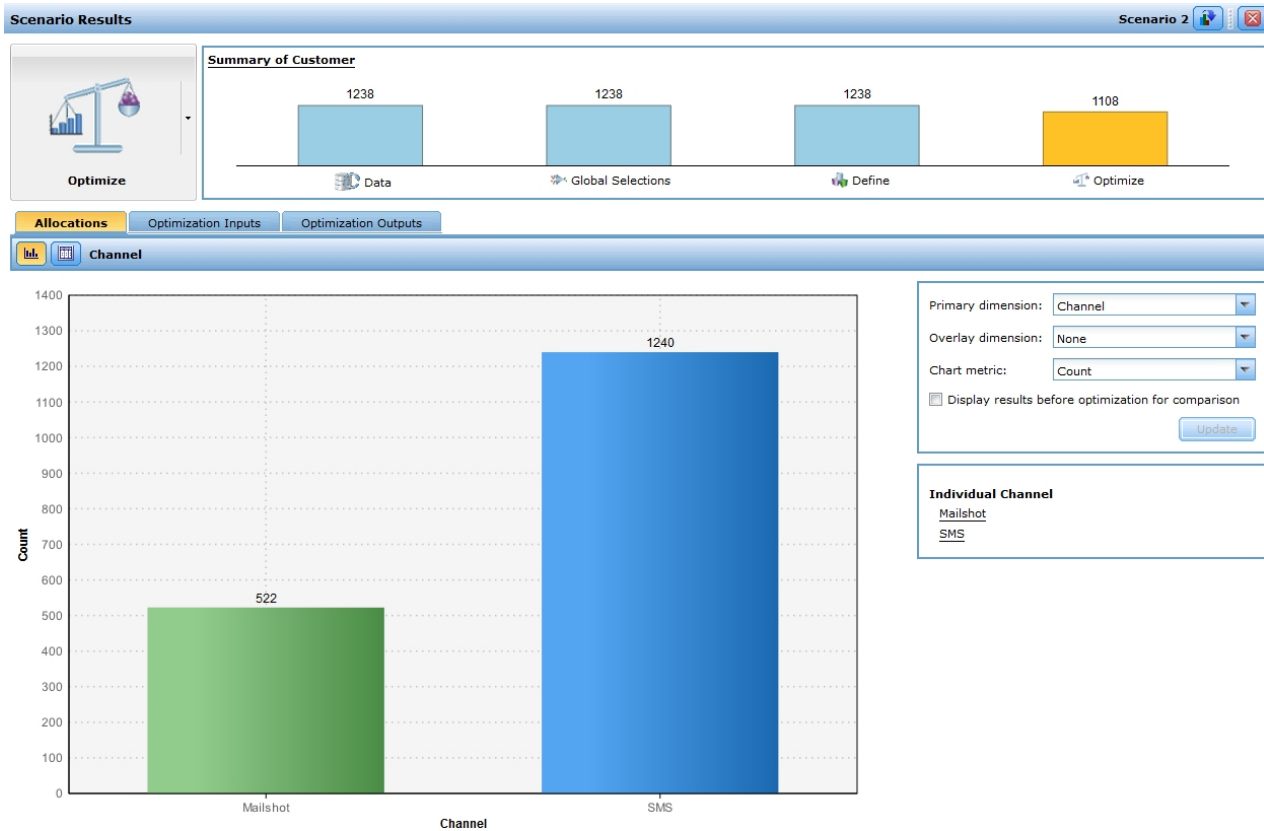 Scenario Results
Scenario 2
Optimize
Summary of Customer
1238
1238
1238
1108
Data
Global Selections
Define
Optimize
Allocations
Optimization Inputs
Optimization Outputs
Channel
1400
1300
1200
1100
1000
900
800
700
600
500
400
300
200
100
0
Count
522
1240
Mailshot
SMS
Channel
Primary dimension: Channel
Overlay dimension: None
Chart metric: Count
Display results before optimization for comparison
Update
Individual Channel
Mailshot
SMS